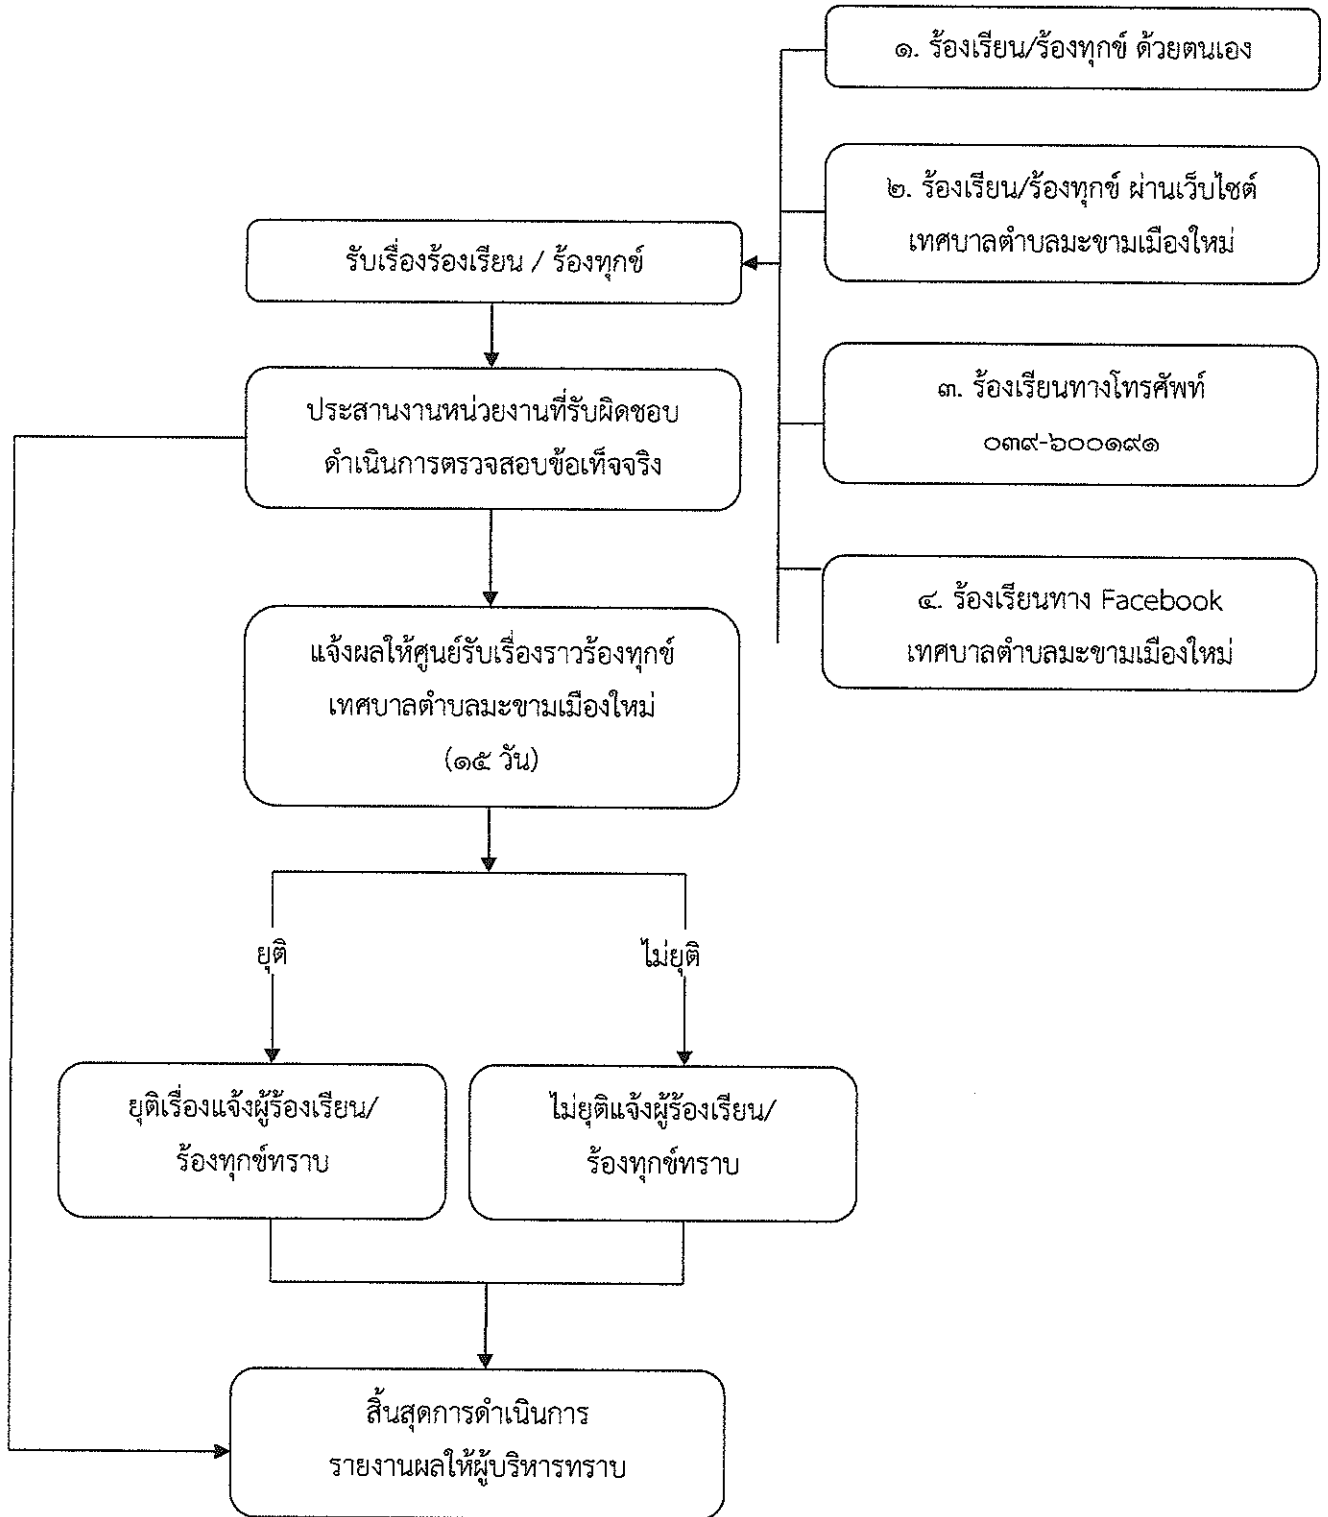 ๑. ร้องเรียน/ร้องทุกข์ ด้วยตนเอง
๒. ร้องเรียน/ร้องทุกข์ ผ่านเว็บไซต์
เทศบาลตำบลมะขามเมืองใหม่
๓. ร้องเรียนทางโทรศัพท์
๐๓๙-๖๐๐๑๙๑
๔. ร้องเรียนทาง Facebook
เทศบาลตำบลมะขามเมืองใหม่
รับเรื่องร้องเรียน / ร้องทุกข์
ประสานงานหน่วยงานที่รับผิดชอบ
ดำเนินการตรวจสอบข้อเท็จจริง
แจ้งผลให้ศูนย์รับเรื่องราวร้องทุกข์
เทศบาลตำบลมะขามเมืองใหม่
(๑๕ วัน)
ยุติ
ไม่ยุติ
ยุติเรื่องแจ้งผู้ร้องเรียน/
ร้องทุกข์ทราบ
ไม่ยุติแจ้งผู้ร้องเรียน/
ร้องทุกข์ทราบ
สิ้นสุดการดำเนินการ
รายงานผลให้ผู้บริหารทราบ